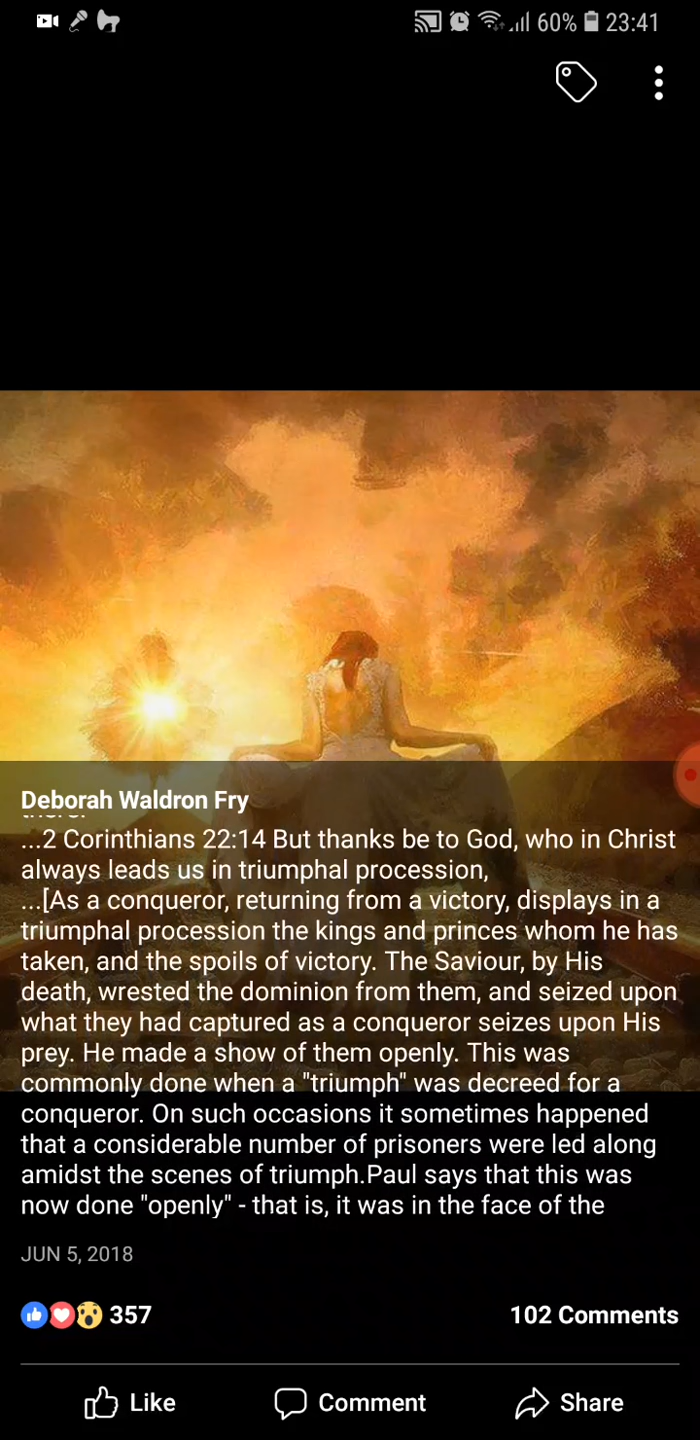 60% 23:41
Deborah Waldron Fry
...2 Corinthians 22:14 But thanks be to God, who in Christ
always leads us in triumphal procession,
...[As a conqueror, returning from a victory, displays in a
triumphal procession the kings and princes whom he has
taken, and the spoils of victory. The Saviour, by His
death, wrested the dominion from them, and seized upon
what they had captured as a conqueror seizes upon His
prey. He made a show of them openly. This was
commonly done when a "triumph" was decreed for a
conqueror. On such occasions it sometimes happened
that a considerable number of prisoners were led along
amidst the scenes of triumph.Paul says that this was
now done "openly" - that is, it was in the face of the
JUN 5, 2018
357 102 Comments
Like Comment Share